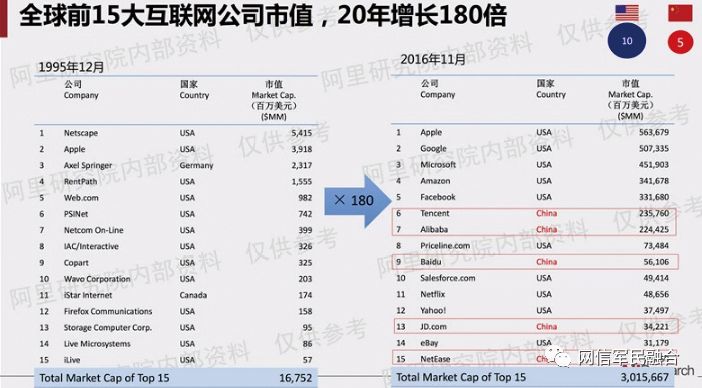 全球前15大互联网公司市值，20年增长180倍
10
5
1995年12月
公司 国家 市值
Company Country Market Cap.
（百万美元）
($MM)
1 Netscape USA 5,415
2 Apple USA 3,918
3 Axel Springer Germany 2,317
4 RentPath USA 1,555
5 Web.com USA 982
6 PSINet USA 742
7 Netcom On-Line USA 399
8 IAC/Interactive USA 326
9 Copart USA 325
10 Wavo Corporation USA 203
11 iStar Internet Canada 174
12 Firefox Communications USA 158
13 Storage Computer Corp. USA 95
14 Live Microsystems USA 86
15 iLive USA 57
Total Market Cap of Top 15 16,752
× 180
2016年11月
公司 国家 市值
Company Country Market Cap.
（百万美元）
($MM)
1 Apple USA 563,679
2 Google USA 507,335
3 Microsoft USA 451,903
4 Amazon USA 341,678
5 Facebook USA 331,680
6 Tencent China 235,760
7 Alibaba China 224,425
8 Priceline.com USA 73,484
9 Baidu China 56,106
10 Salesforce.com USA 49,414
11 Netflix USA 48,656
12 Yahoo! USA 37,497
13 JD.com China 34,221
14 eBay USA 31,179
15 NetEase
Total Market Cap of Top 15 3,015,667
阿里研究院内部资料 仅供参考
网信军民融合